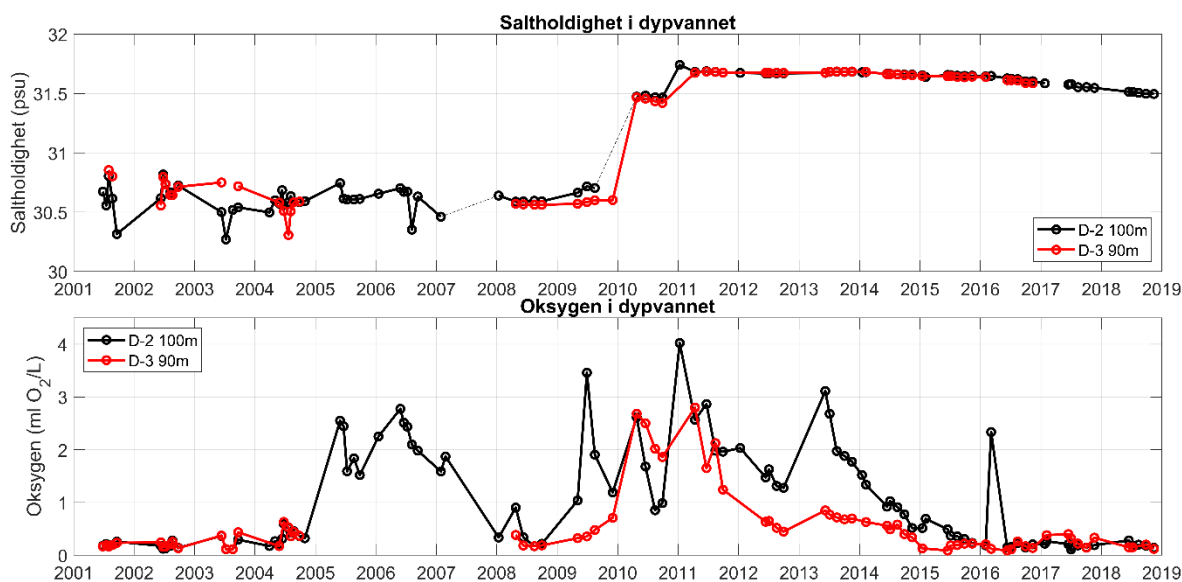 Saltholdighet i dypvannet
Saltholdighet (psu)
32
31.5
31
30.5
30
D-2 100m
D-3 90m
2001 2002 2003 2004 2005 2006 2007 2008 2009 2010 2011 2012 2013 2014 2015 2016 2017 2018 2019
Oksygen i dypvannet
Oksygen (ml O2/L)
4
3
2
1
0
D-2 100m
D-3 90m
2001 2002 2003 2004 2005 2006 2007 2008 2009 2010 2011 2012 2013 2014 2015 2016 2017 2018 2019